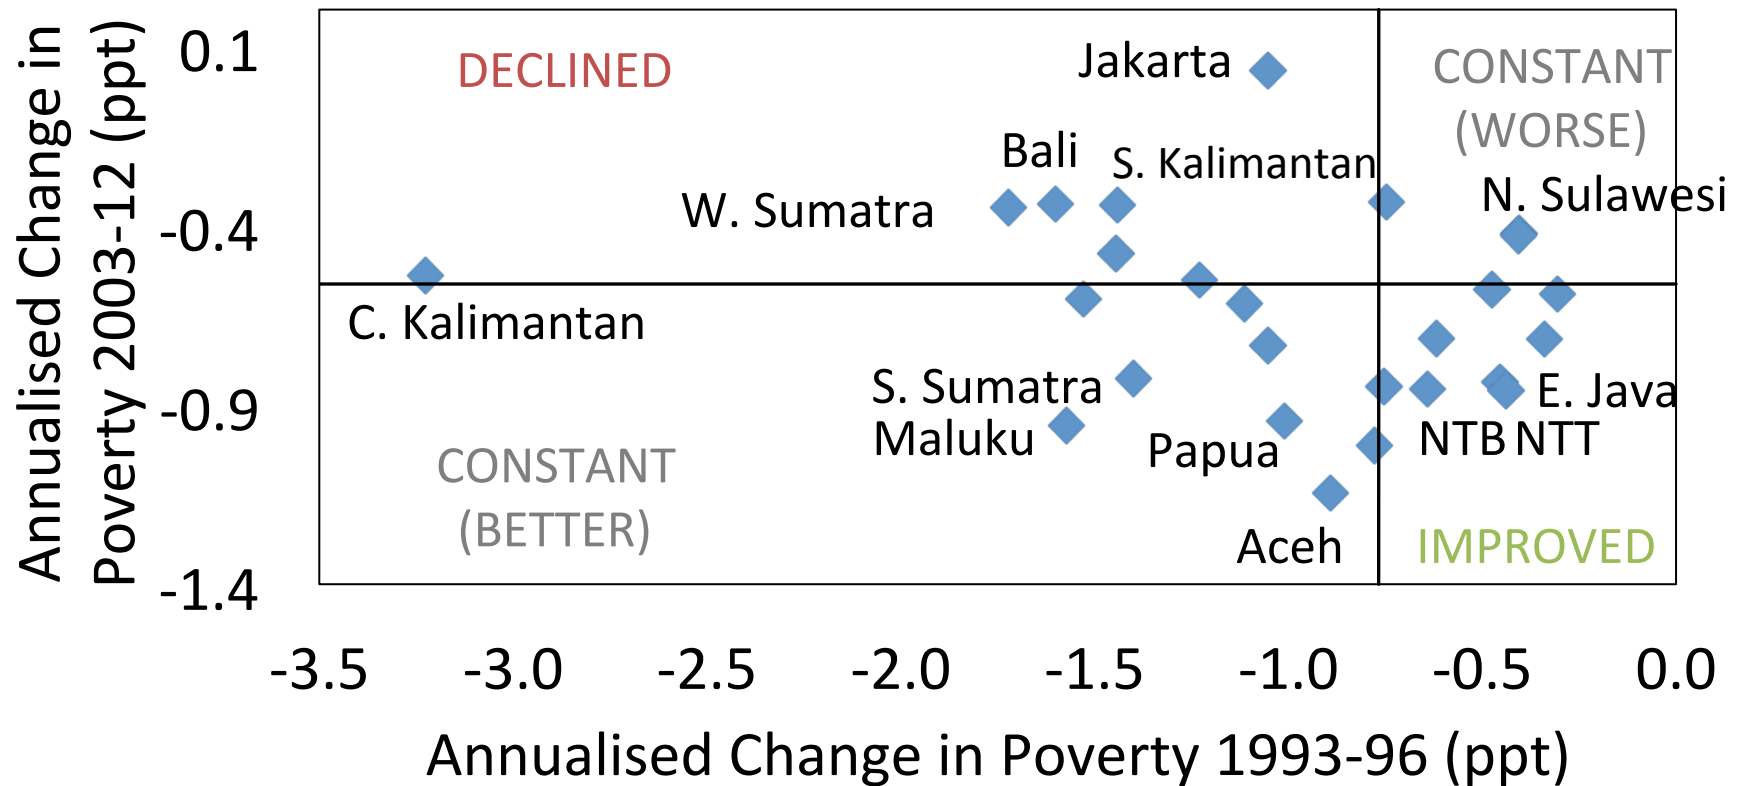 Annualised Change in
Poverty 2003-12 (ppt)
0.1
-0.4
-0.9
-1.4
DECLINED
Jakarta
CONSTANT
(WORSE)
Bali
S. Kalimantan
N. Sulawesi
W. Sumatra
C. Kalimantan
S. Sumatra
E. Java
Maluku
Papua
NTB NTT
CONSTANT
(BETTER)
Aceh
IMPROVED
-3.5 -3.0 -2.5 -2.0 -1.5 -1.0 -0.5 0.0
Annualised Change in Poverty 1993-96 (ppt)